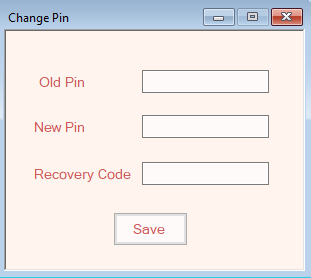 Change Pin
Old Pin
New Pin
Recovery Code
Save